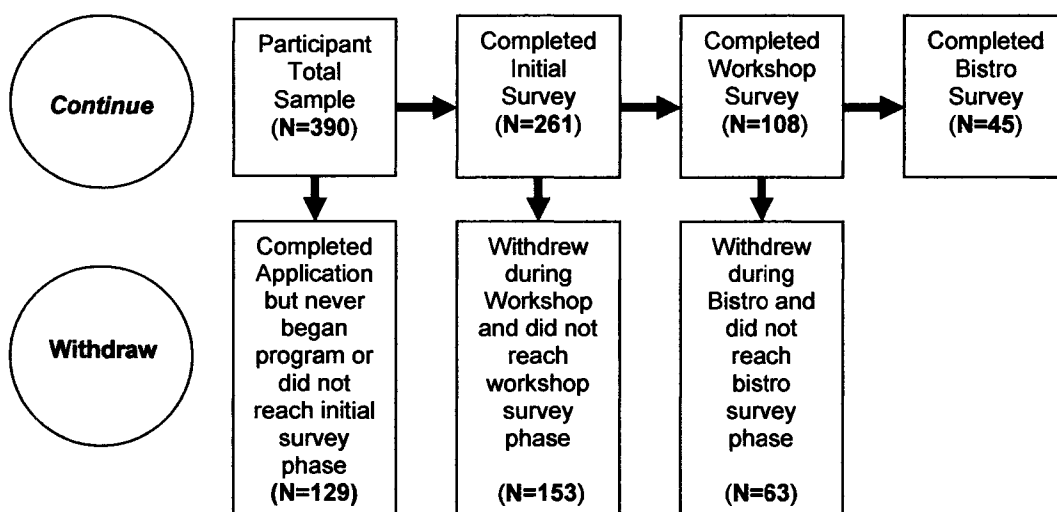 Continue
Participant
Total
Sample
(N=390)
Completed
Initial
Survey
(N=261)
Completed
Workshop
Survey
(N=108)
Completed
Bistro
Survey
(N=45)
Withdraw
Completed
Application
but never
began
program or
did not
reach initial
survey
phase
(N=129)
Withdrew
during
Workshop
and did not
reach
workshop
survey
phase
(N=153)
Withdrew
during
Bistro and
did not
reach
bistro
survey
phase
(N=63)